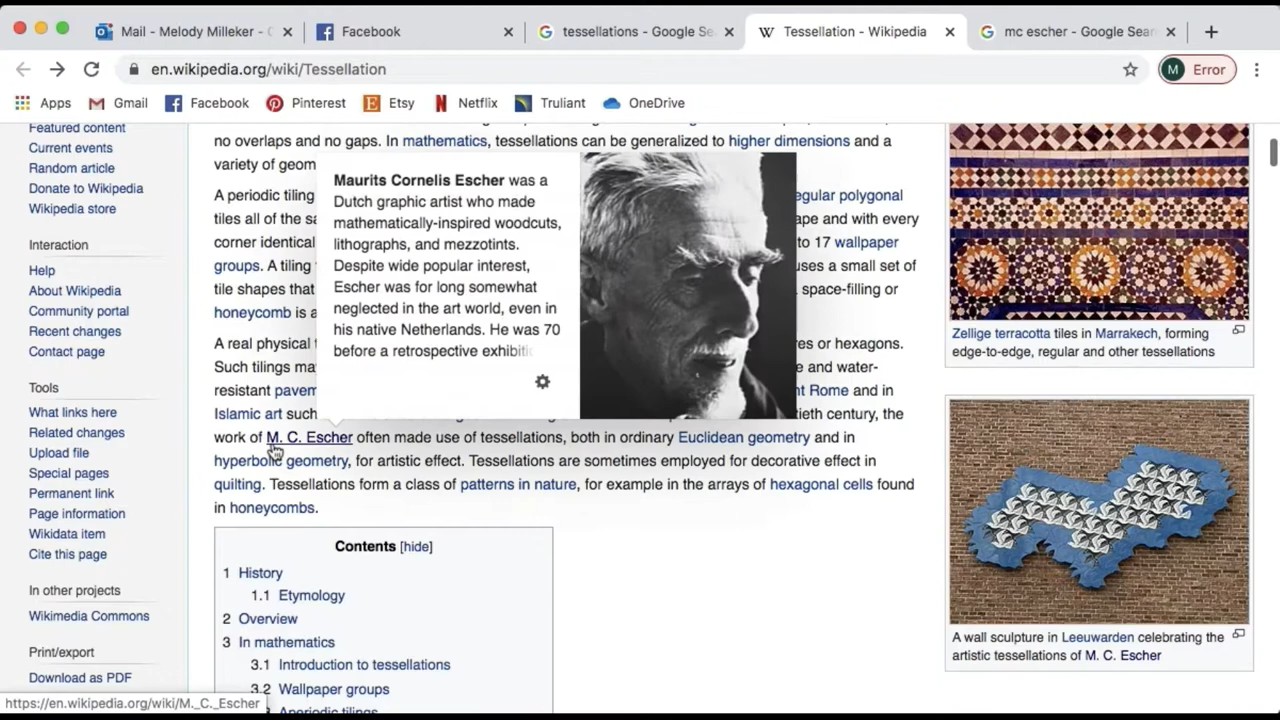 Mail - Melody Milleker -
Facebook
tessellations - Google Se
Tessellation - Wikipedia
mc escher - Google Sear
en.wikipedia.org/wiki/Tessellation
M Error
Apps
Gmail
Facebook
Pinterest
Etsy
Netflix
Truliant
OneDrive
Featured content
Current events
Random article
Donate to Wikipedia
Wikipedia store
Interaction
Help
About Wikipedia
Community portal
Recent changes
Contact page
Tools
What links here
Related changes
Upload file
Special pages
Permanent link
Page information
Wikidata item
Cite this page
In other projects
Wikimedia Commons
Print/export
Download as PDF
https://en.wikipedia.org/wiki/M._C._Escher
no overlaps and no gaps. In mathematics, tessellations can be generalized to higher dimensions and a
variety of geom
A periodic tiling egular polygonal
tiles all of the sa ape and with every
corner identical to 17 wallpaper
groups. A tiling uses a small set of
tile shapes that space-filling or
honeycomb is a
A real physical res or hexagons.
Such tilings ma e and water-
resistant pavem nt Rome and in
Islamic art such tieth century, the
work of M. C. Escher often made use of tessellations, both in ordinary Euclidean geometry and in
hyperbolic geometry, for artistic effect. Tessellations are sometimes employed for decorative effect in
quilting. Tessellations form a class of patterns in nature, for example in the arrays of hexagonal cells found
in honeycombs.
Maurits Cornelis Escher was a
Dutch graphic artist who made
mathematically-inspired woodcuts,
lithographs, and mezzotints.
Despite wide popular interest,
Escher was for long somewhat
neglected in the art world, even in
his native Netherlands. He was 70
before a retrospective exhibiti
Contents [hide]
1 History
1.1 Etymology
2 Overview
3 In mathematics
3.1 Introduction to tessellations
3.2 Wallpaper groups
Aperiodic tilings
Zellige terracotta tiles in Marrakech, forming
edge-to-edge, regular and other tessellations
A wall sculpture in Leeuwarden celebrating the
artistic tessellations of M. C. Escher